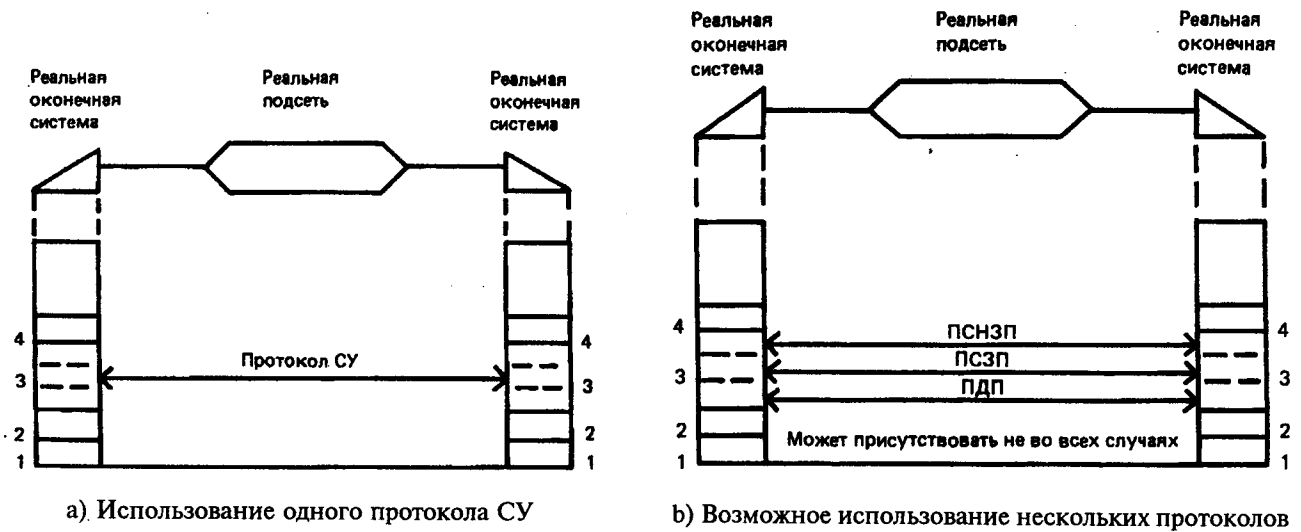 Реальная
оконечная
система
Реальная
подсеть
Реальная
оконечная
система
4
3
2
1
Протокол СУ
4
3
2
1
а) Использование одного протокола СУ
Реальная
оконечная
система
Реальная
подсеть
Реальная
оконечная
система
4
3
2
1
ПСНЗП
ПСЗП
ПДП
Может присутствовать не во всех случаях
4
3
2
1
b) Возможное использование нескольких протоколов